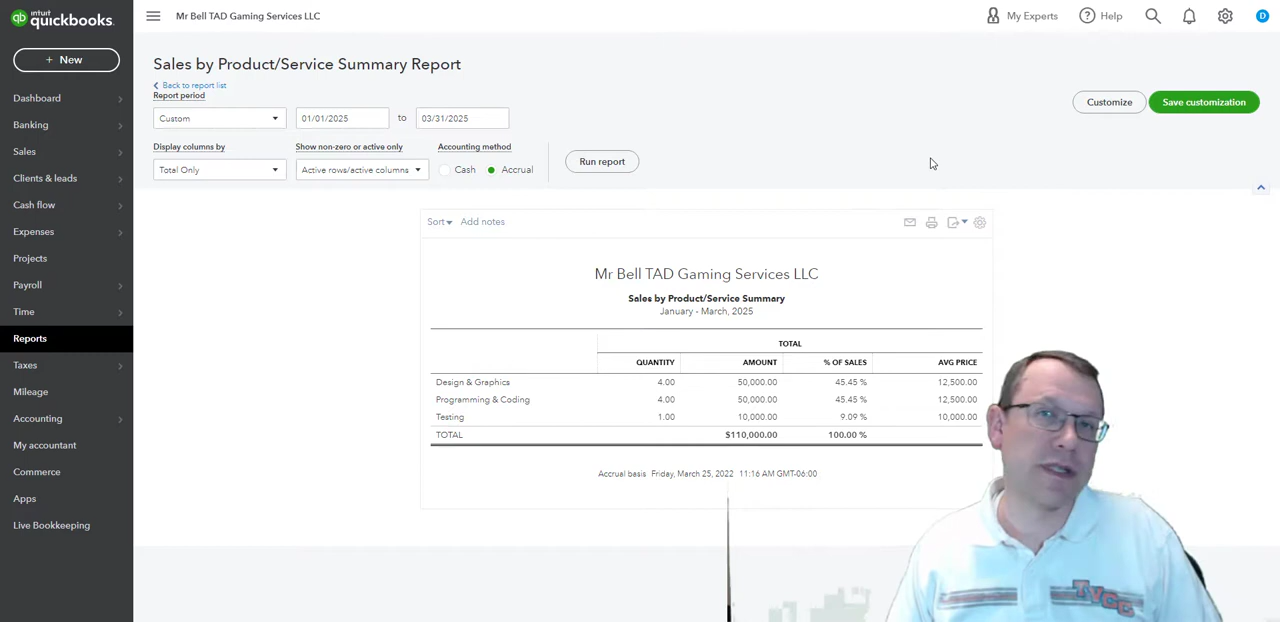 intuit
qb quickbooks.
Mr Bell TAD Gaming Services LLC
My Experts
Help
D
+ New
Dashboard
Banking
Sales
Clients & leads
Cash flow
Expenses
Projects
Payroll
Time
Reports
Taxes
Mileage
Accounting
My accountant
Commerce
Apps
Live Bookkeeping
Sales by Product/Service Summary Report
Back to report list
Report period
Custom 01/01/2025 to 03/31/2025
Customize
Save customization
Display columns by Show non-zero or active only Accounting method
Total Only Active rows/active columns Cash Accrual
Run report
Sort Add notes
Mr Bell TAD Gaming Services LLC
Sales by Product/Service Summary
January - March, 2025
TOTAL
QUANTITY AMOUNT % OF SALES AVG PRICE
Design & Graphics 4.00 50,000.00 45.45 % 12,500.00
Programming & Coding 4.00 50,000.00 45.45 % 12,500.00
Testing 1.00 10,000.00 9.09 % 10,000.00
TOTAL $110,000.00 100.00 %
Accrual basis Friday, March 25, 2022 11:16 AM GMT-06:00
TVCC